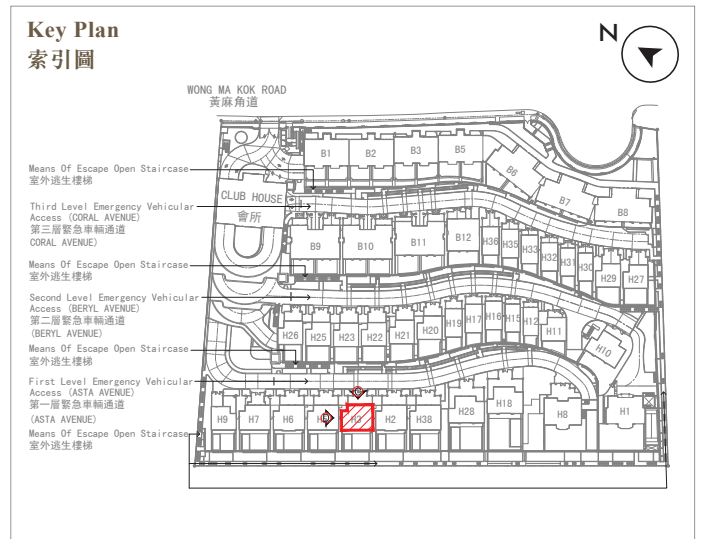 Key Plan
索引圖
N
WONG MA KOK ROAD
黃麻角道
Means Of Escape Open Staircase
室外逃生樓梯
Third Level Emergency Vehicular
Access (CORAL AVENUE)
第三層緊急車輛通道
CORAL AVENUE)
Means Of Escape Open Staircase
室外逃生樓梯
Second Level Emergency Vehicular
Access (BERYL AVENUE)
第二層緊急車輛通道
(BERYL AVENUE)
Means Of Escape Open Staircase
室外逃生樓梯
First Level Emergency Vehicular
Access (ASTA AVENUE)
第一層緊急車輛通道
(ASTA AVENUE)
Means Of Escape Open Staircase
室外逃生樓梯
CLUB HOUSE
會所
B1 B2 B3 B5 B6 B7 B8
B9 B10 B11 B12 H36 H35 H33 H32 H31 H30 H29 H27
H26 H25 H23 H22 H21 H20 H19 H17 H16 H15 H12 H11 H10
H9 H7 H6 H3 H2 H38 H28 H18 H8 H1